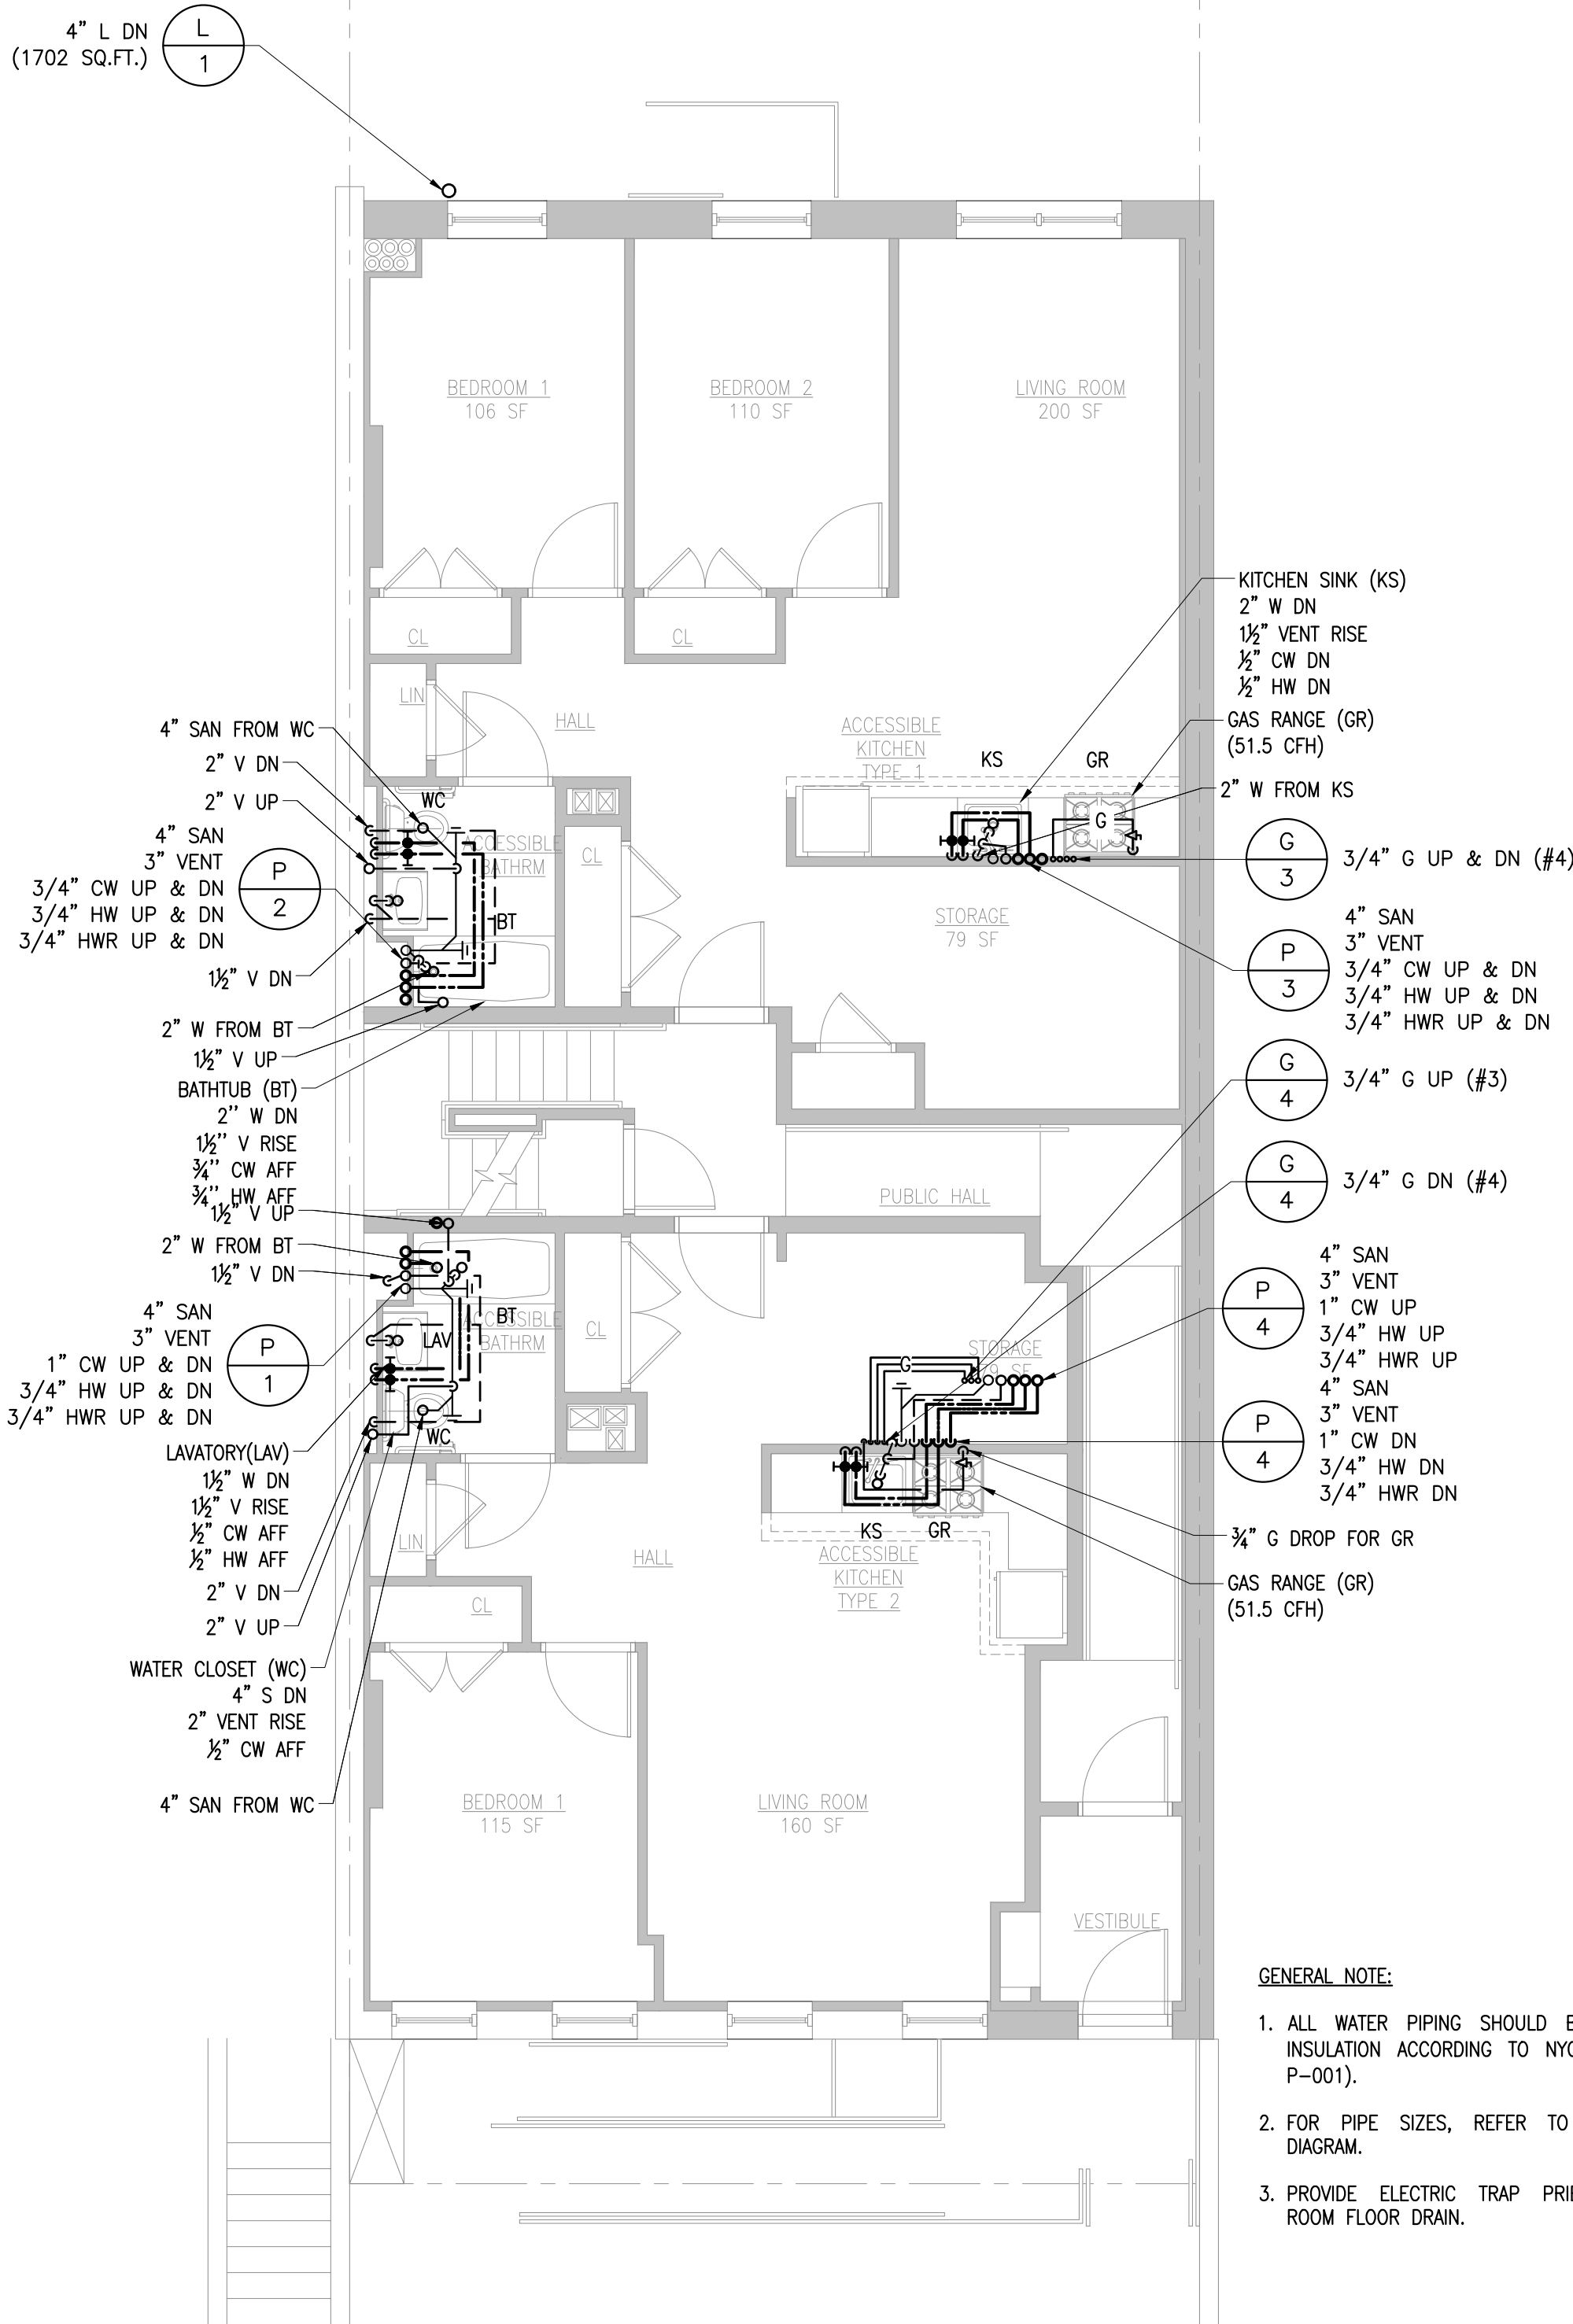 4” L DN
(1702 SQ.FT.)
L
1
BEDROOM 1
106 SF
BEDROOM 2
110 SF
LIVING ROOM
200 SF
CL
CL
LIN
HALL
ACCESSIBLE
KITCHEN
TYPE 1
KS
GR
G
KITCHEN SINK (KS)
2” W DN
1½” VENT RISE
½” CW DN
½” HW DN
GAS RANGE (GR)
(51.5 CFH)
2” W FROM KS
G
3
3/4” G UP & DN (#4)
P
3
4” SAN
3” VENT
3/4” CW UP & DN
3/4” HW UP & DN
3/4” HWR UP & DN
G
4
3/4” G UP (#3)
G
4
3/4” G DN (#4)
4” SAN FROM WC
2” V DN
2” V UP
4” SAN
3” VENT
3/4” CW UP & DN
3/4” HW UP & DN
3/4” HWR UP & DN
P
2
1½” V DN
2” W FROM BT
1½” V UP
BATHTUB (BT)
2’’ W DN
1½’’ V RISE
¾’’ CW AFF
¾’’ HW AFF
WC
ACCESSIBLE
BATHRM
BT
CL
STORAGE
79 SF
PUBLIC HALL
1½” V UP
2” W FROM BT
1½” V DN
4” SAN
3” VENT
1” CW UP & DN
3/4” HW UP & DN
3/4” HWR UP & DN
P
1
LAVATORY(LAV)
1½” W DN
1½” V RISE
½” CW AFF
½” HW AFF
2” V DN
2” V UP
WATER CLOSET (WC)
4” S DN
2” VENT RISE
½” CW AFF
4” SAN FROM WC
BT
ACCESSIBLE
BATHRM
LAV
WC
CL
STORAGE
G
P
4
4” SAN
3” VENT
1” CW UP
3/4” HW UP
3/4” HWR UP
P
4
4” SAN
3” VENT
1” CW DN
3/4” HW DN
3/4” HWR DN
¾” G DROP FOR GR
GAS RANGE (GR)
(51.5 CFH)
KS
GR
ACCESSIBLE
KITCHEN
TYPE 2
LIN
HALL
CL
BEDROOM 1
115 SF
LIVING ROOM
160 SF
VESTIBULE
GENERAL NOTE:
1. ALL WATER PIPING SHOULD
INSULATION ACCORDING TO
P-001).
2. FOR PIPE SIZES, REFER TO
DIAGRAM.
3. PROVIDE ELECTRIC TRAP
ROOM FLOOR DRAIN.